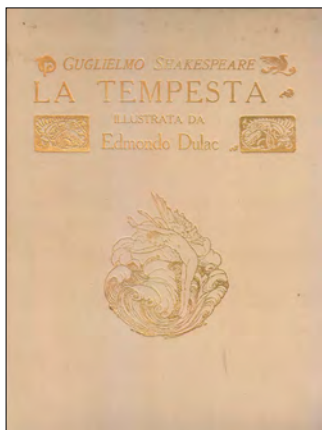 GUGLIELMO SHAKESPEARE
LA TEMPESTA
ILLUSTRATA DA
Edmondo Dulac